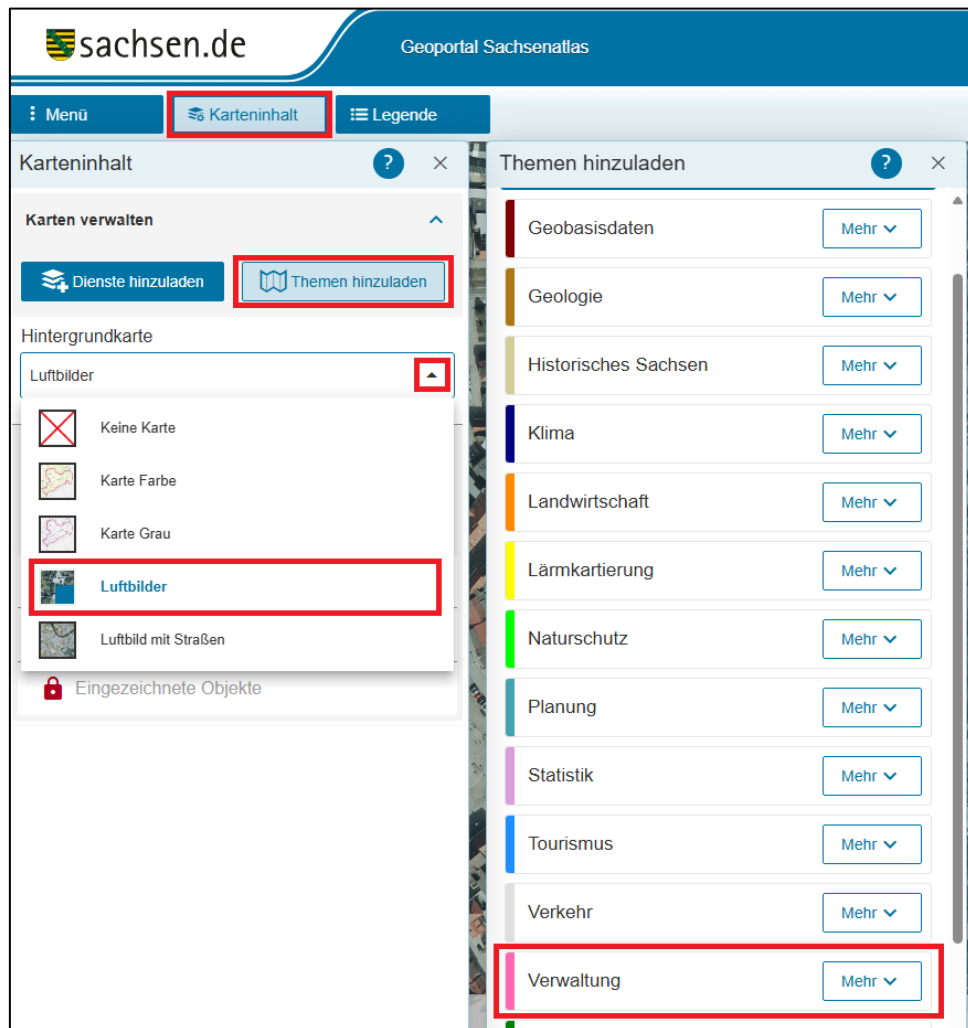 sachsen.de
Geoportal Sachsenatlas
Menü
Karteninhalt
Legende
Karteninhalt
?
Karten verwalten
Dienste hinzuladen
Themen hinzuladen
Hintergrundkarte
Luftbilder
Keine Karte
Karte Farbe
Karte Grau
Luftbilder
Luftbild mit Straßen
Eingezeichnete Objekte
Themen hinzuladen
?
Geobasisdaten Mehr
Geologie Mehr
Historisches Sachsen Mehr
Klima Mehr
Landwirtschaft Mehr
Lärmkartierung Mehr
Naturschutz Mehr
Planung Mehr
Statistik Mehr
Tourismus Mehr
Verkehr Mehr
Verwaltung Mehr